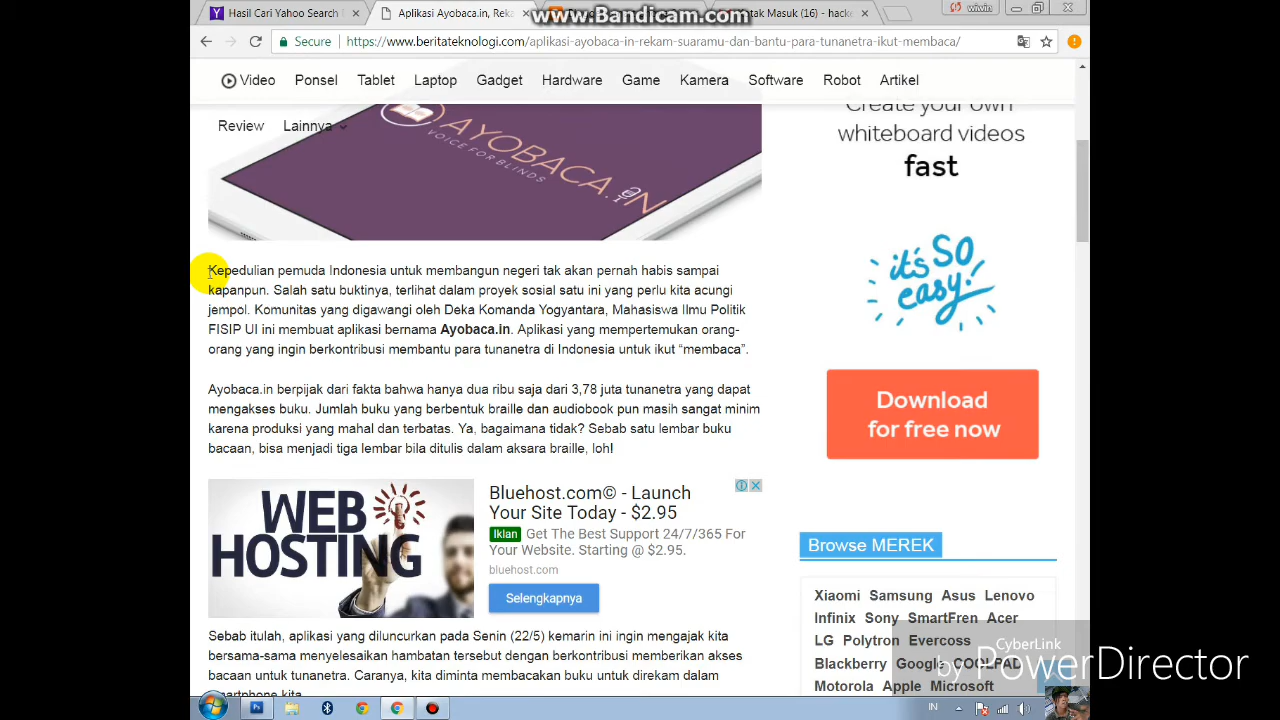 Hasil Cari Yahoo Search
Aplikasi Ayobaca.in, Reka
www.Bandicam.com
tak Masuk (16) - hacke
wivin
Secure
https://www.beritateknologi.com/aplikasi-ayobaca-in-rekam-suaramu-dan-bantu-para-tunanetra-ikut-membaca/
Video Ponsel Tablet Laptop Gadget Hardware Game Kamera Software Robot Artikel
Review Lainnya
AYOBACA.IN
VOICE FOR BLINDS
Create your own
whiteboard videos
fast
it's SO
easy!
Download
for free now
Kepedulian pemuda Indonesia untuk membangun negeri tak akan pernah habis sampai
kapanpun. Salah satu buktinya, terlihat dalam proyek sosial satu ini yang perlu kita acungi
jempol. Komunitas yang digawangi oleh Deka Komanda Yogyantara, Mahasiswa Ilmu Politik
FISIP UI ini membuat aplikasi bernama Ayobaca.in. Aplikasi yang mempertemukan orang-
orang yang ingin berkontribusi membantu para tunanetra di Indonesia untuk ikut “membaca”.
Ayobaca.in berpijak dari fakta bahwa hanya dua ribu saja dari 3,78 juta tunanetra yang dapat
mengakses buku. Jumlah buku yang berbentuk braille dan audiobook pun masih sangat minim
karena produksi yang mahal dan terbatas. Ya, bagaimana tidak? Sebab satu lembar buku
bacaan, bisa menjadi tiga lembar bila ditulis dalam aksara braille, loh!
WEB
HOSTING
Bluehost.com© - Launch
Your Site Today - $2.95
Iklan Get The Best Support 24/7/365 For
Your Website. Starting @ $2.95.
bluehost.com
Selengkapnya
Browse MEREK
Xiaomi Samsung Asus Lenovo
Infinix Sony SmartFren Acer
LG Polytron Evercoss
Blackberry Google COOLPAD
Motorola Apple Microsoft
Sebab itulah, aplikasi yang diluncurkan pada Senin (22/5) kemarin ini ingin mengajak kita
bersama-sama menyelesaikan hambatan tersebut dengan berkontribusi memberikan akses
bacaan untuk tunanetra. Caranya, kita diminta membacakan buku untuk direkam dalam
smartphone kita
CyberLink
by PowerDirector
IN